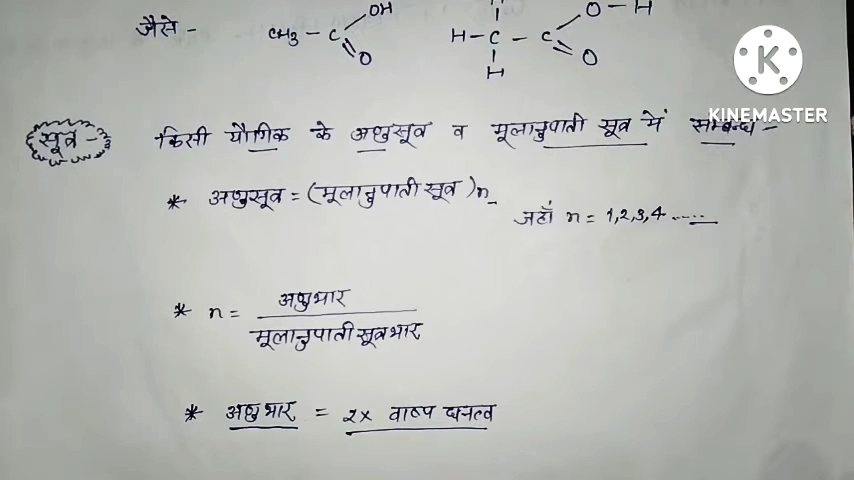 जैसे -
CH3 - C
OH
O
H - C - C
O - H
O
H
K
KINEMASTER
सूत्र -
किसी यौगिक के अणुसूत्र व मूलानुपाती सूत्र में सम्बन्ध -
* अणुसूत्र = (मूलानुपाती सूत्र)n
जहाँ n = 1,2,3,4 ......
* n = अणुभार
मूलानुपाती सूत्रभार
* अणुभार = 2x वाष्प घनत्व